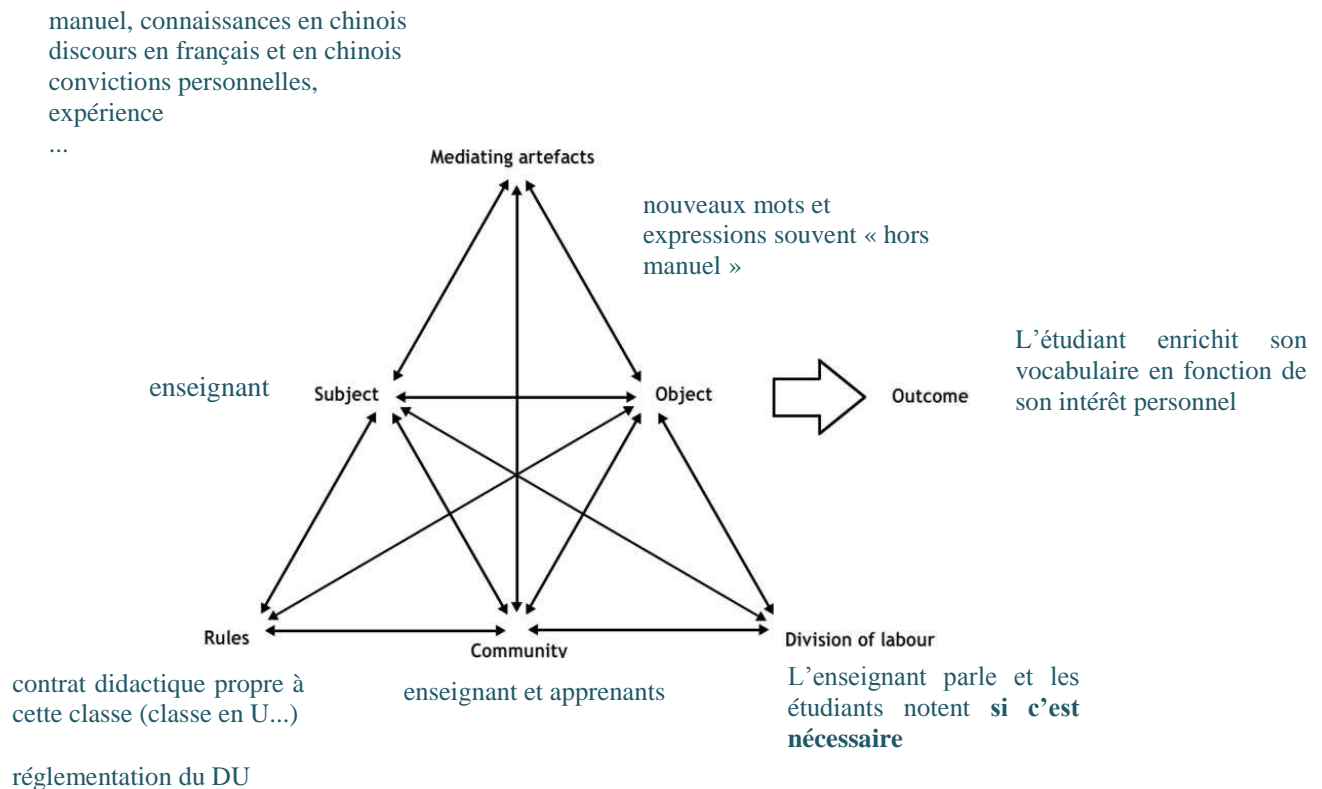 manuel, connaissances en chinois
discours en français et en chinois
convictions personnelles,
expérience
...
Mediating artefacts
nouveaux mots et
expressions souvent « hors
manuel »
enseignant
Subject
Object
Outcome
L’étudiant enrichit son
vocabulaire en fonction de
son intérêt personnel
Rules
Community
Division of labour
contrat didactique propre à
cette classe (classe en U...)
réglementation du DU
enseignant et apprenants
L’enseignant parle et les
étudiants notent si c’est
nécessaire